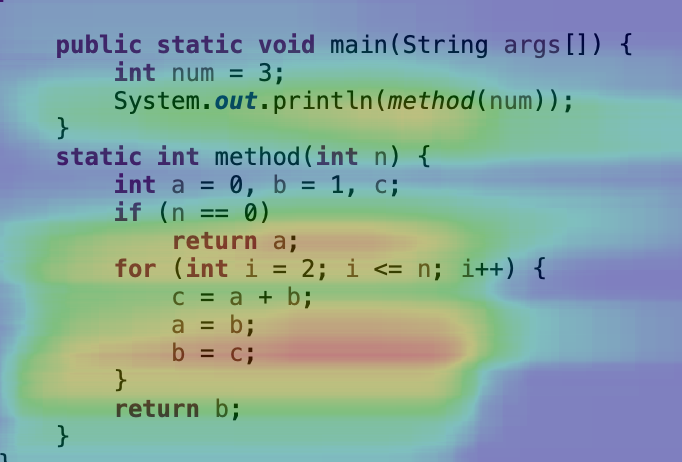 public static void main(String args[]) {
int num = 3;
System.out.println(method(num));
}
static int method(int n) {
int a = 0, b = 1, c;
if (n == 0)
return a;
for (int i = 2; i <= n; i++) {
c = a + b;
a = b;
b = c;
}
return b;
}
}